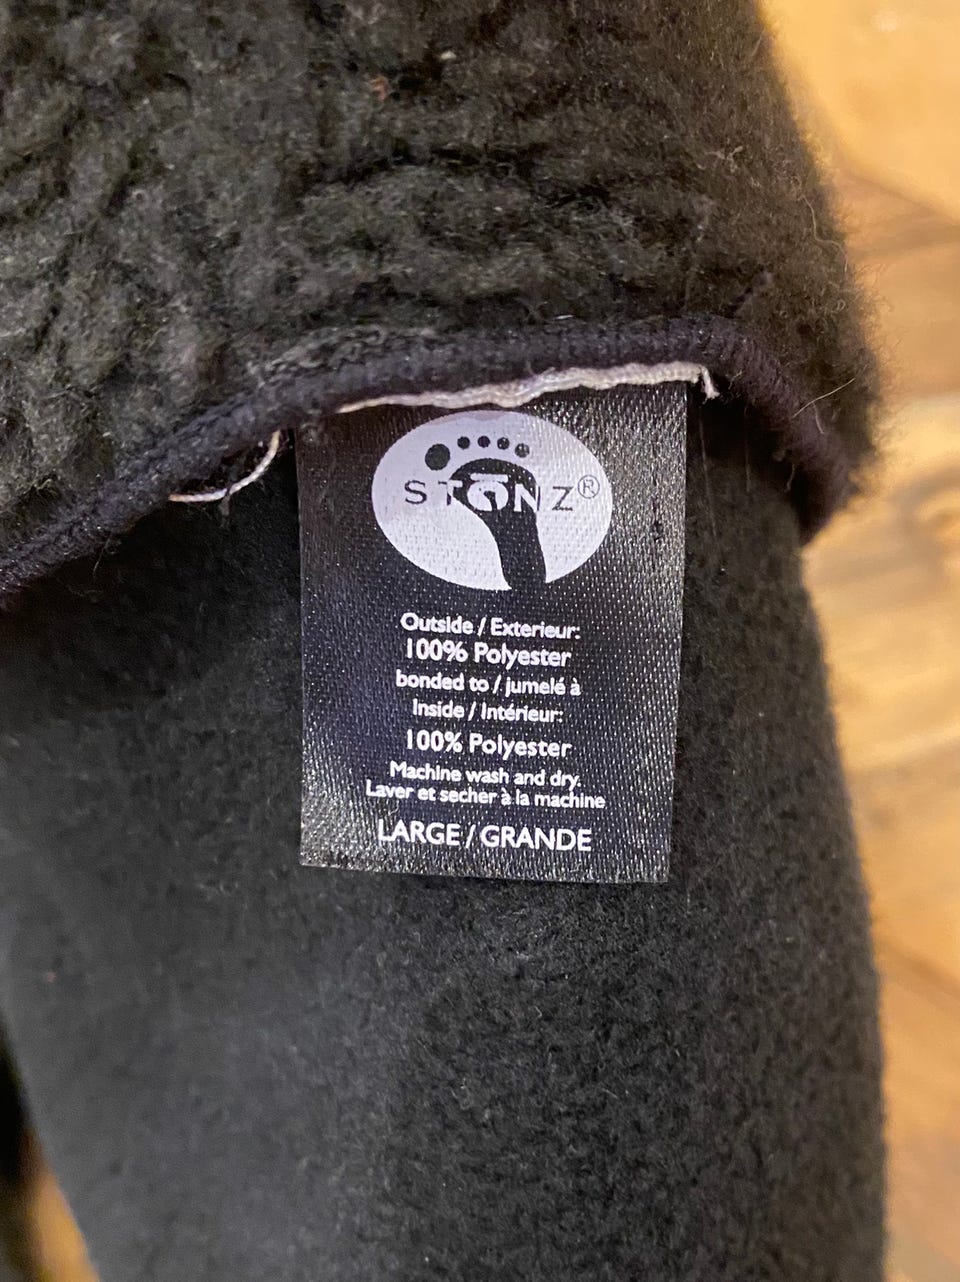 STŌNZ®
Outside / Exterieur:
100% Polyester
bonded to / jumelé à
Inside / Intérieur:
100% Polyester
Machine wash and dry.
Laver et secher à la machine
LARGE / GRANDE